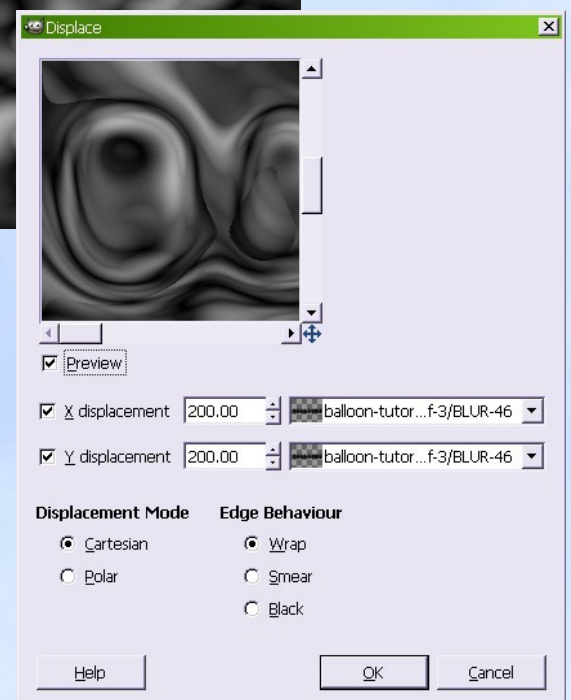 Displace
Preview
X displacement 200.00 balloon-tutor...f-3/BLUR-46
Y displacement 200.00 balloon-tutor...f-3/BLUR-46
Displacement Mode Edge Behaviour
Cartesian Wrap
Polar Smear
Black
Help OK Cancel